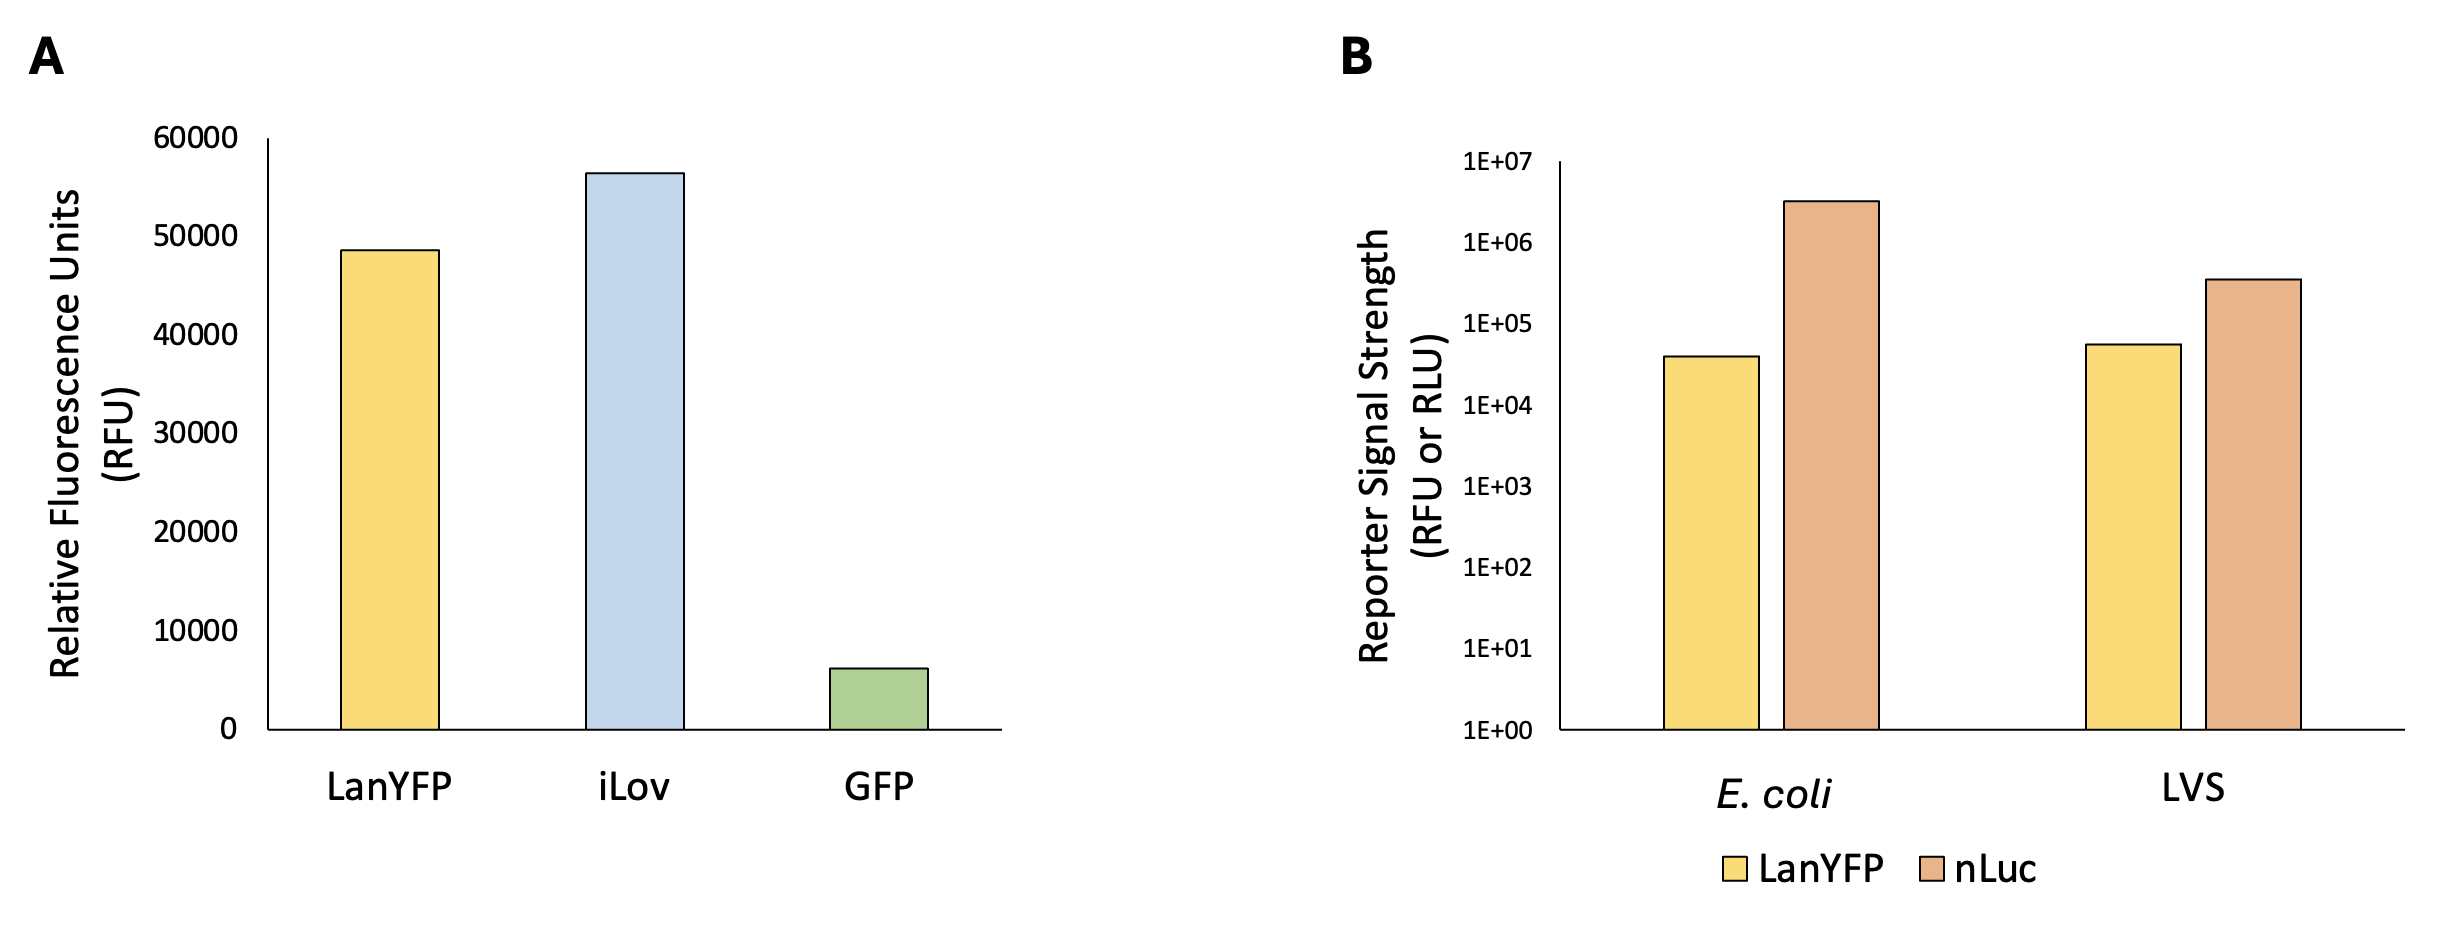 A
Relative Fluorescence Units
(RFU)
60000
50000
40000
30000
20000
10000
0
LanYFP
iLov
GFP
B
Reporter Signal Strength
(RFU or RLU)
1E+07
1E+06
1E+05
1E+04
1E+03
1E+02
1E+01
1E+00
E. coli
LVS
LanYFP
nLuc